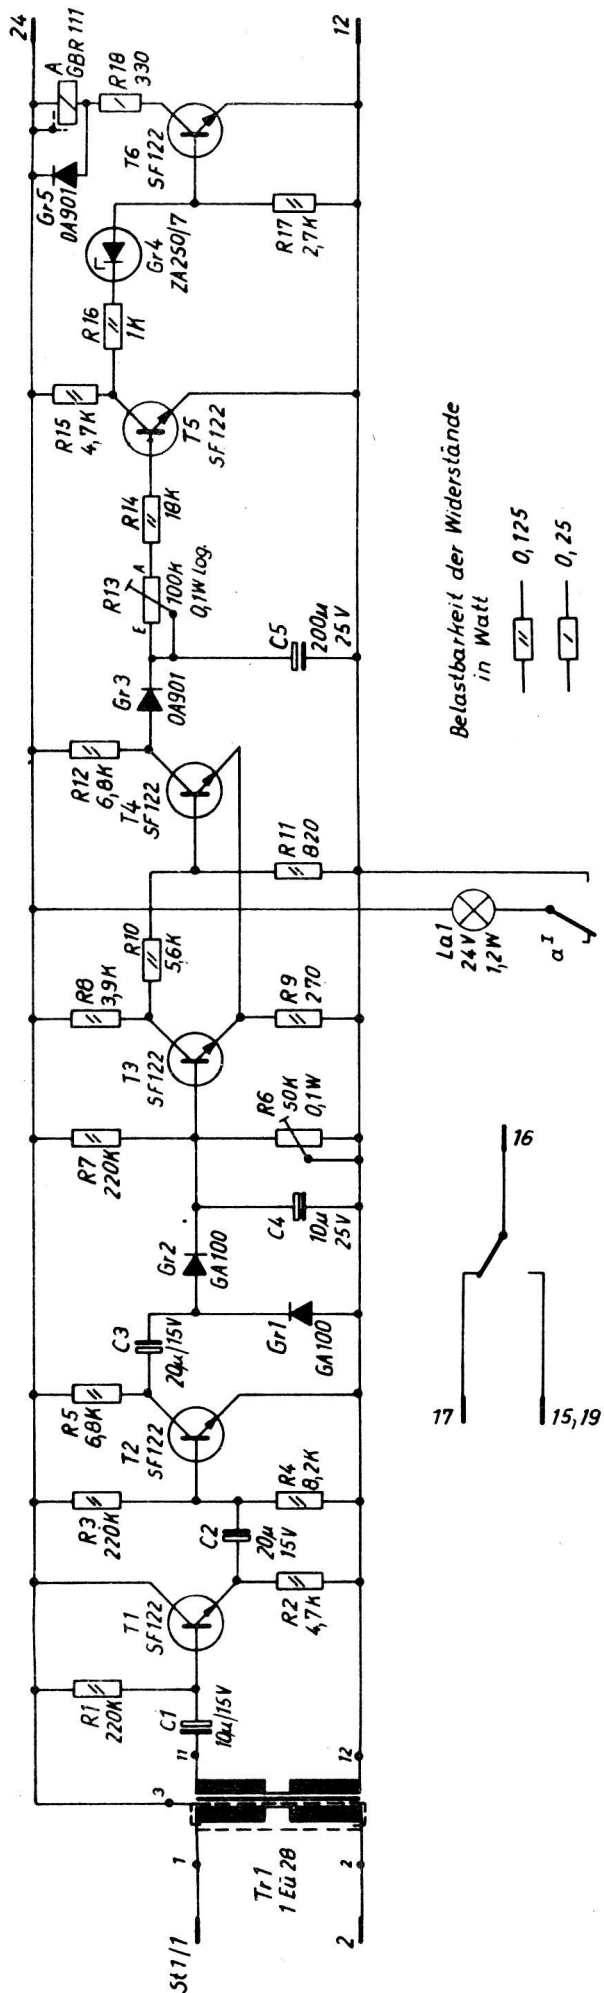 St1/1
2
1
2
Tr1
1Eü28
3
11
12
C1
10µ/15V
R1
220K
T1
SF122
R2
4,7K
C2
20µ
15V
R3
220K
R4
8,2K
T2
SF122
R5
6,8K
C3
20µ/15V
Gr1
GA100
Gr2
GA100
C4
10µ
25V
R7
220K
R6
50K
0,1W
T3
SF122
R8
3,9K
R9
270
R10
5,6K
R11
820
T4
SF122
R12
6,8K
Gr3
OA901
C5
200µ
25V
R13
E
A
100K
0,1W log.
R14
18K
T5
SF122
R15
4,7K
R16
1K
Gr4
ZA250/7
R17
2,7K
T6
SF122
Gr5
OA901
A
GBR 111
R18
330
24
12
La1
24V
1,2W
a I
17
15,19
16
Belastbarkeit der Widerstände
in Watt
0,125
0,25